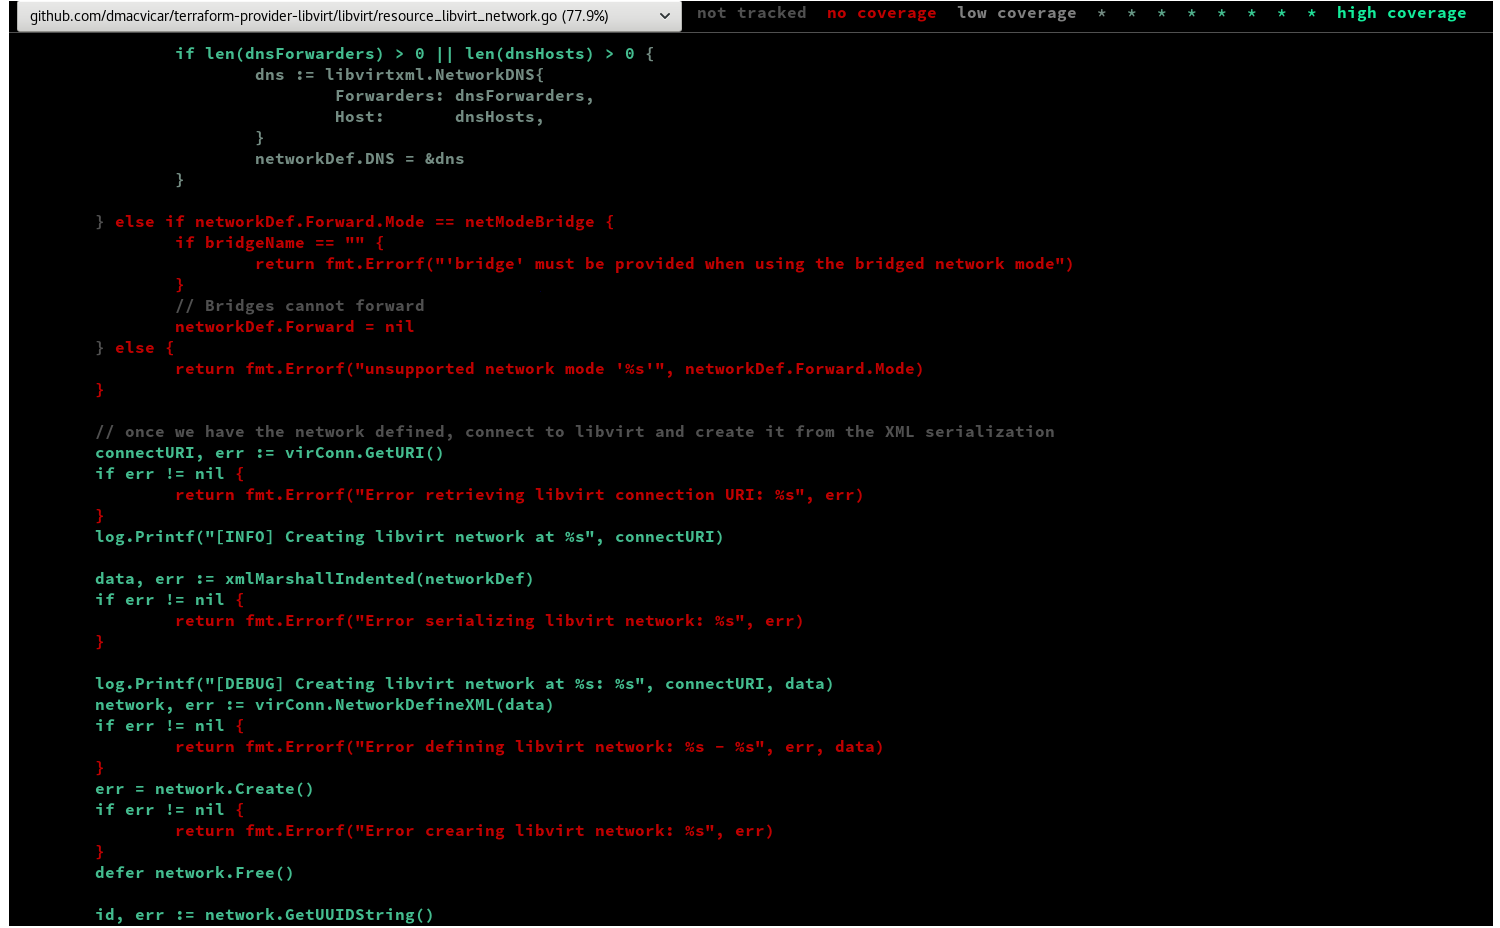 github.com/dmacvicar/terraform-provider-libvirt/libvirt/resource_libvirt_network.go (77.9%) not tracked no coverage low coverage * * * * * * * * high coverage
if len(dnsForwarders) > 0 || len(dnsHosts) > 0 {
dns := libvirtxml.NetworkDNS{
Forwarders: dnsForwarders,
Host: dnsHosts,
}
networkDef.DNS = &dns
}
} else if networkDef.Forward.Mode == netModeBridge {
if bridgeName == "" {
return fmt.Errorf("'bridge' must be provided when using the bridged network mode")
}
// Bridges cannot forward
networkDef.Forward = nil
} else {
return fmt.Errorf("unsupported network mode '%s'", networkDef.Forward.Mode)
}
// once we have the network defined, connect to libvirt and create it from the XML serialization
connectURI, err := virConn.GetURI()
if err != nil {
return fmt.Errorf("Error retrieving libvirt connection URI: %s", err)
}
log.Printf("[INFO] Creating libvirt network at %s", connectURI)
data, err := xmlMarshallIndented(networkDef)
if err != nil {
return fmt.Errorf("Error serializing libvirt network: %s", err)
}
log.Printf("[DEBUG] Creating libvirt network at %s: %s", connectURI, data)
network, err := virConn.NetworkDefineXML(data)
if err != nil {
return fmt.Errorf("Error defining libvirt network: %s - %s", err, data)
}
err = network.Create()
if err != nil {
return fmt.Errorf("Error crearing libvirt network: %s", err)
}
defer network.Free()
id, err := network.GetUUIDString()